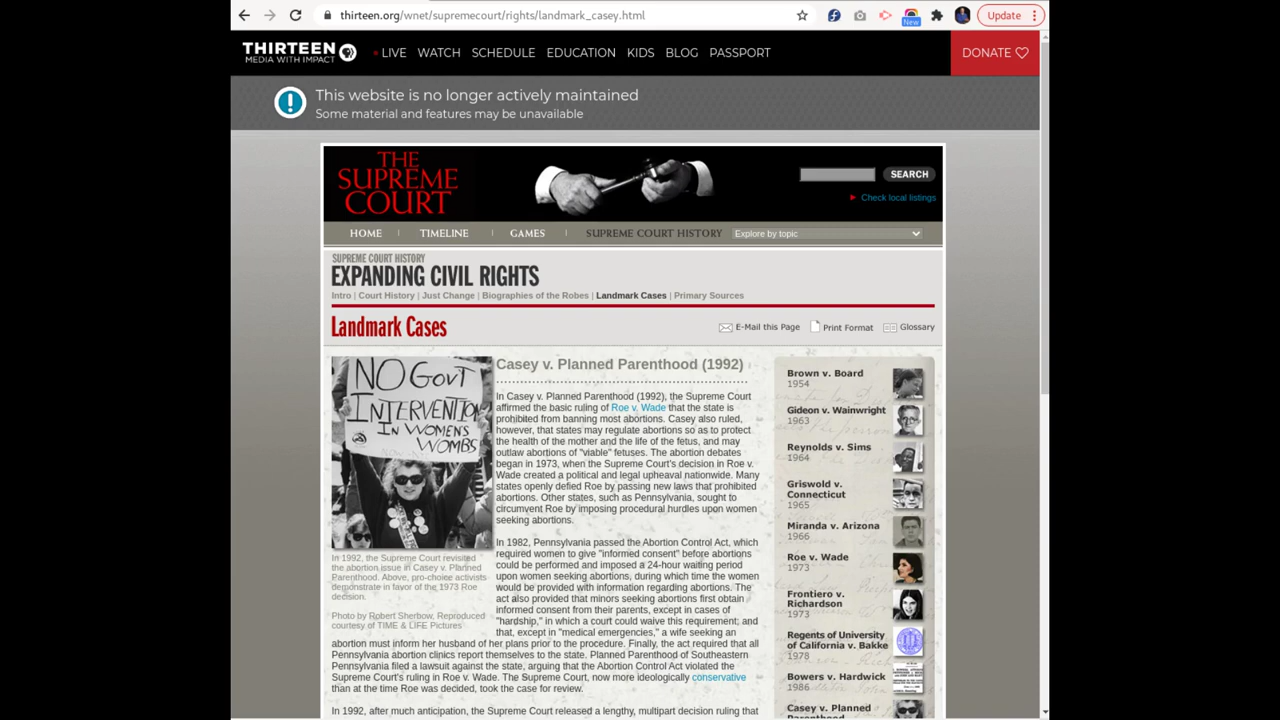 thirteen.org/wnet/supremecourt/rights/landmark_casey.html
New
Update
THIRTEEN
MEDIA WITH IMPACT
PBS
LIVE WATCH SCHEDULE EDUCATION KIDS BLOG PASSPORT
DONATE
This website is no longer actively maintained
Some material and features may be unavailable
THE
SUPREME
COURT
SEARCH
Check local listings
HOME | TIMELINE | GAMES | SUPREME COURT HISTORY Explore by topic
SUPREME COURT HISTORY
EXPANDING CIVIL RIGHTS
Intro | Court History | Just Change | Biographies of the Robes | Landmark Cases | Primary Sources
Landmark Cases
E-Mail this Page Print Format Glossary
NO GOVT
INTERVENTION
IN WOMEN'S
WOMBS
In 1992, the Supreme Court revisited
the abortion issue in Casey v. Planned
Parenthood. Above, pro-choice activists
demonstrate in favor of the 1973 Roe
decision.
Photo by Robert Sherbow, Reproduced
courtesy of TIME & LIFE Pictures
Casey v. Planned Parenthood (1992)
In Casey v. Planned Parenthood (1992), the Supreme Court
affirmed the basic ruling of Roe v. Wade that the state is
prohibited from banning most abortions. Casey also ruled,
however, that states may regulate abortions so as to protect
the health of the mother and the life of the fetus, and may
outlaw abortions of "viable" fetuses. The abortion debates
began in 1973, when the Supreme Court's decision in Roe v.
Wade created a political and legal upheaval nationwide. Many
states openly defied Roe by passing new laws that prohibited
abortions. Other states, such as Pennsylvania, sought to
circumvent Roe by imposing procedural hurdles upon women
seeking abortions.
In 1982, Pennsylvania passed the Abortion Control Act, which
required women to give "informed consent" before abortions
could be performed and imposed a 24-hour waiting period
upon women seeking abortions, during which time the women
would be provided with information regarding abortions. The
act also provided that minors seeking abortions first obtain
informed consent from their parents, except in cases of
"hardship," in which a court could waive this requirement; and
that, except in "medical emergencies," a wife seeking an
abortion must inform her husband of her plans prior to the procedure. Finally, the act required that all
Pennsylvania abortion clinics report themselves to the state. Planned Parenthood of Southeastern
Pennsylvania filed a lawsuit against the state, arguing that the Abortion Control Act violated the
Supreme Court's ruling in Roe v. Wade. The Supreme Court, now more ideologically conservative
than at the time Roe was decided, took the case for review.
In 1992, after much anticipation, the Supreme Court released a lengthy, multipart decision ruling that
Brown v. Board
1954
Gideon v. Wainwright
1963
Reynolds v. Sims
1964
Griswold v.
Connecticut
1965
Miranda v. Arizona
1966
Roe v. Wade
1973
Frontiero v.
Richardson
1973
Regents of University
of California v. Bakke
1978
Bowers v. Hardwick
1986
Casey v. Planned
Parenthood